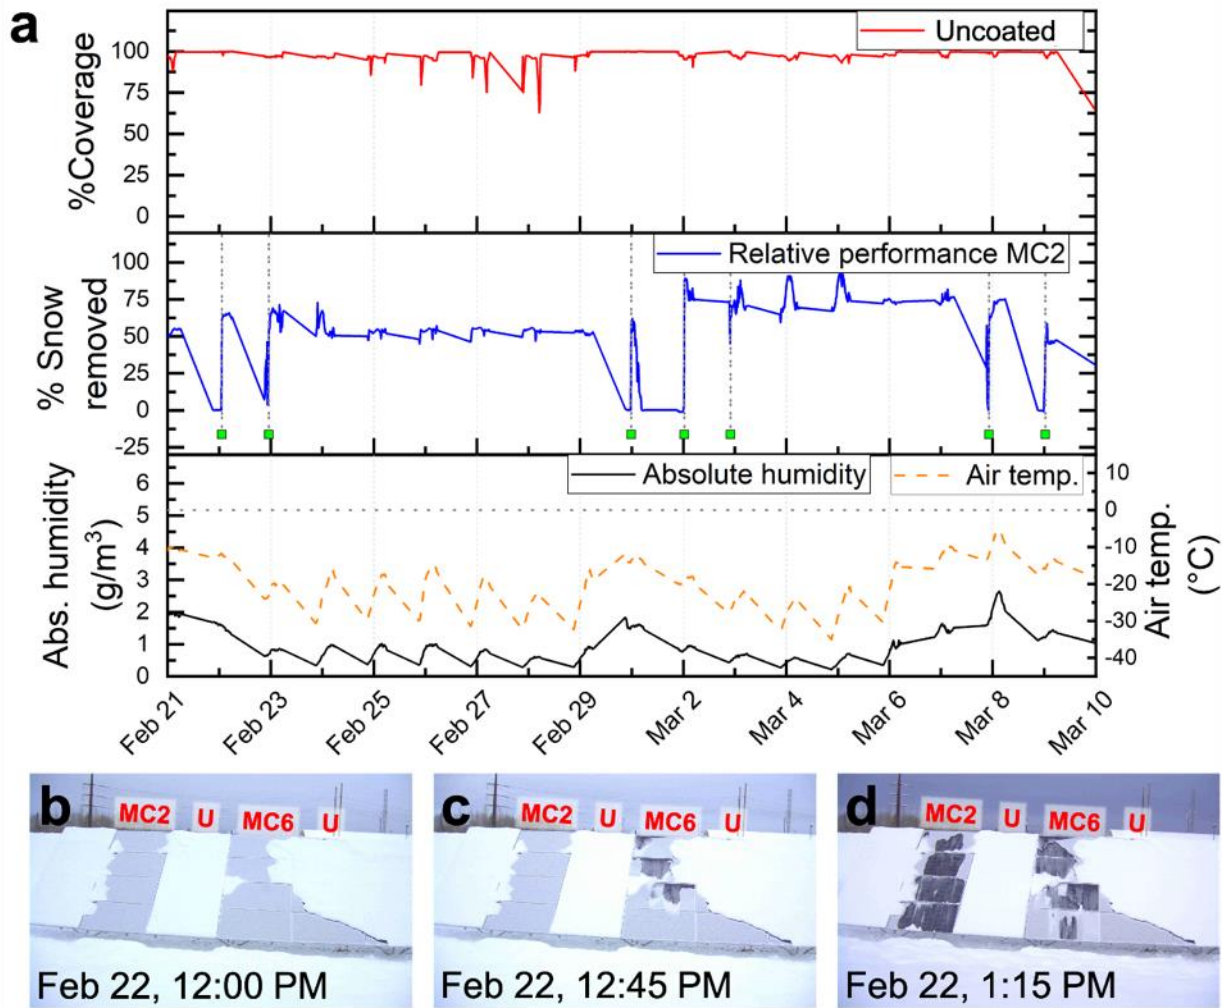 a
Uncoated
%Coverage
100
75
50
25
0
Relative performance MC2
% Snow
removed
100
75
50
25
0
-25
Absolute humidity
Air temp.
Abs. humidity
(g/m³)
6
5
4
3
2
1
0
10
0
-10
-20
-30
-40
Air temp.
(°C)
Feb 21
Feb 23
Feb 25
Feb 27
Feb 29
Mar 2
Mar 4
Mar 6
Mar 8
Mar 10
b
MC2 U MC6 U
Feb 22, 12:00 PM
c
MC2 U MC6 U
Feb 22, 12:45 PM
d
MC2 U MC6 U
Feb 22, 1:15 PM